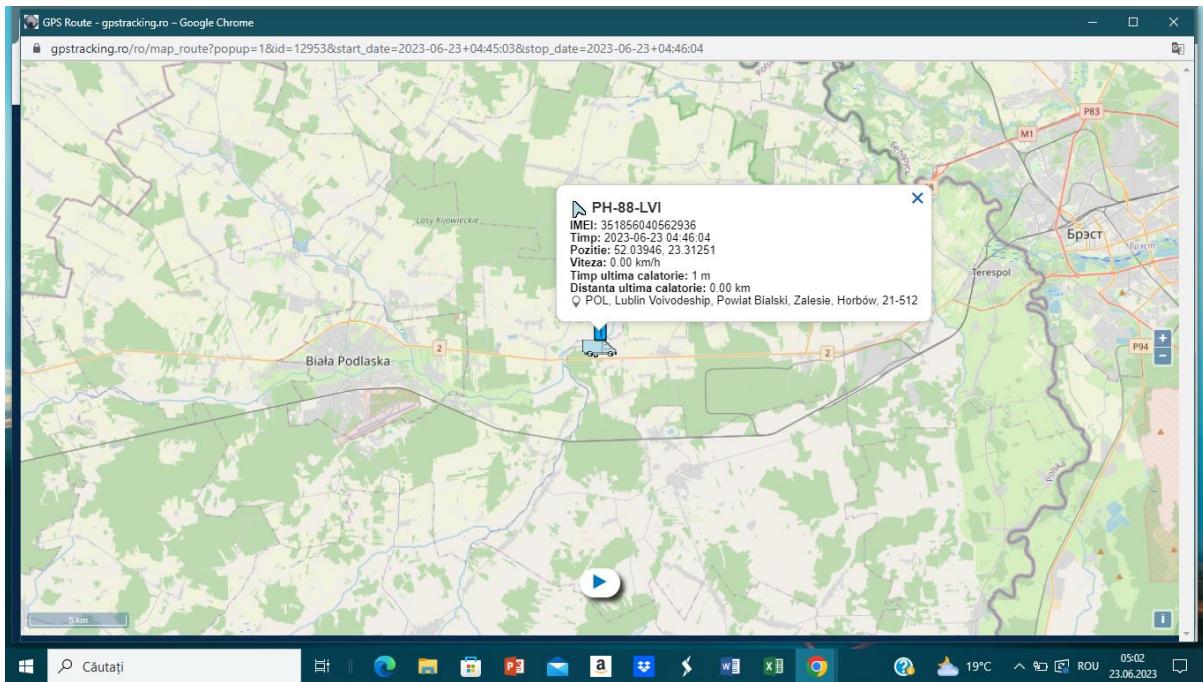 GPS Route - gpstracking.ro – Google Chrome
gpstracking.ro/ro/map_route?popup=1&id=12953&start_date=2023-06-23+04:45:03&stop_date=2023-06-23+04:46:04
P83
M1
Беларусь
Lasy Kijowieckie
PH-88-LVI
IMEI: 351856040562936
Timp: 2023-06-23 04:46:04
Pozitie: 52.03946, 23.31251
Viteza: 0.00 km/h
Timp ultima calatorie: 1 m
Distanta ultima calatorie: 0.00 km
POL, Lublin Voivodeship, Powiat Bialski, Zalesie, Horbów, 21-512
Брэст
Terespol
2
2
Biała Podlaska
P94
+
−
Polska
5 km
i
Căutați
19°C
ROU
05:02
23.06.2023